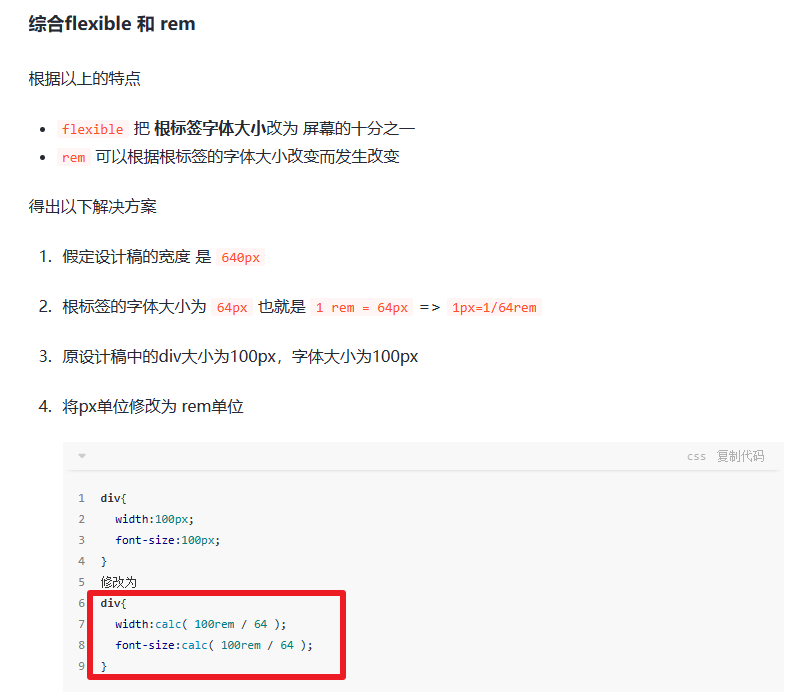 综合flexible 和 rem
根据以上的特点
• flexible 把 根标签字体大小改为 屏幕的十分之一
• rem 可以根据根标签的字体大小改变而发生改变
得出以下解决方案
1. 假定设计稿的宽度 是 640px
2. 根标签的字体大小为 64px 也就是 1 rem = 64px => 1px=1/64rem
3. 原设计稿中的div大小为100px，字体大小为100px
4. 将px单位修改为 rem单位
css 复制代码
1 div{
2 width:100px;
3 font-size:100px;
4 }
5 修改为
6 div{
7 width:calc( 100rem / 64 );
8 font-size:calc( 100rem / 64 );
9 }